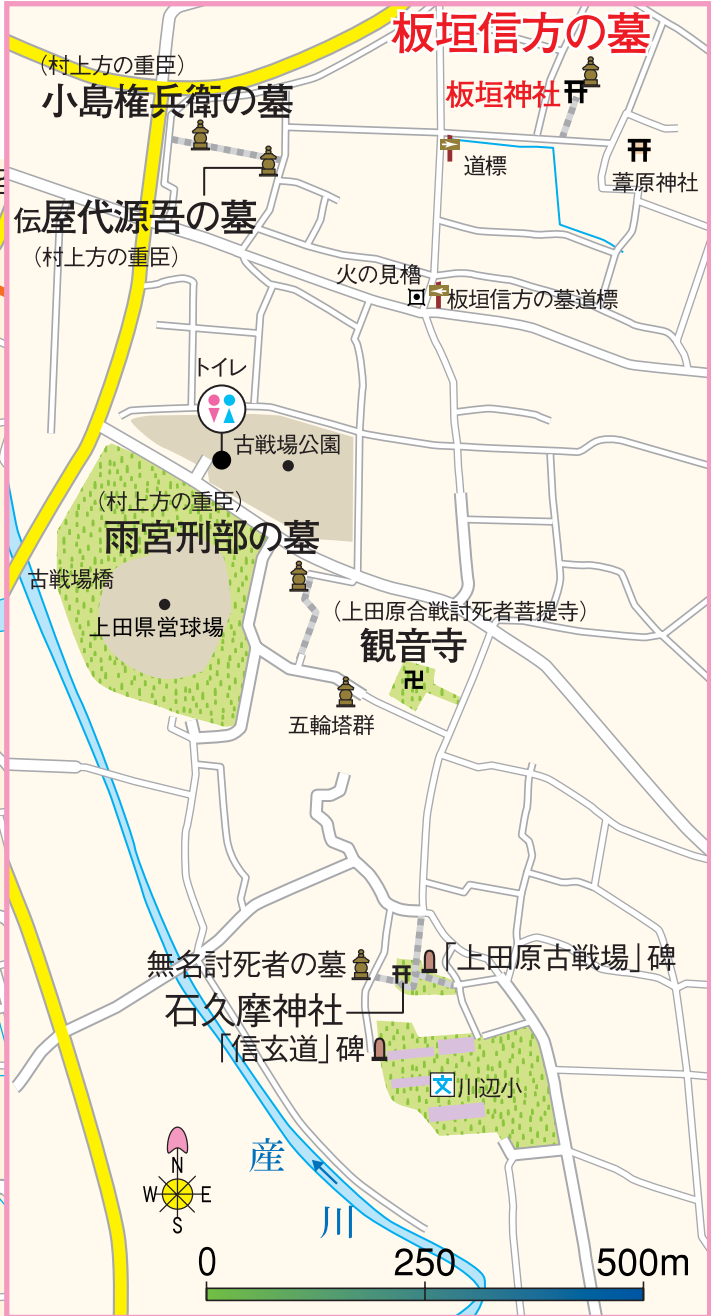 板垣信方の墓
(村上方の重臣)
小島権兵衛の墓
板垣神社
道標
葦原神社
伝屋代源吾の墓
(村上方の重臣)
火の見櫓
板垣信方の墓道標
トイレ
古戦場公園
(村上方の重臣)
雨宮刑部の墓
古戦場橋
上田県営球場
(上田原合戦討死者菩提寺)
観音寺
卍
五輪塔群
無名討死者の墓
「上田原古戦場」碑
石久摩神社
「信玄道」碑
文
川辺小
N
W E
S
産
川
0 250 500m